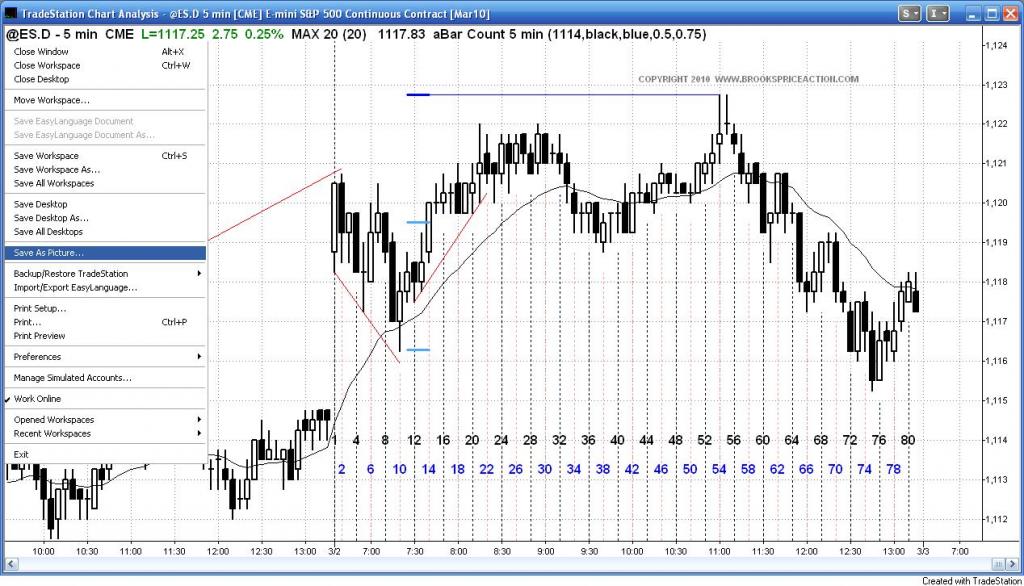 TradeStation Chart Analysis - @ES.D 5 min [CME] E-mini S&P 500 Continuous Contract [Mar10]
S
I
@ES.D - 5 min CME L=1117.25 2.75 0.25% MAX 20 (20) 1117.83 aBar Count 5 min (1114,black,blue,0.5,0.75)
Close Window Alt+X
Close Workspace Ctrl+W
Close Desktop
Move Workspace...
Save EasyLanguage Document
Save EasyLanguage Document As...
Save Workspace Ctrl+S
Save Workspace As...
Save All Workspaces
Save Desktop
Save Desktop As...
Save All Desktops
Save As Picture...
Backup/Restore TradeStation
Import/Export EasyLanguage...
Print Setup...
Print... Ctrl+P
Print Preview
Preferences
Manage Simulated Accounts...
Work Online
Opened Workspaces
Recent Workspaces
Exit
COPYRIGHT 2010 WWW.BROOKSPRICEACTION.COM
1,124
1,123
1,122
1,121
1,120
1,119
1,118
1,117
1,116
1,115
1,114
1,113
1,112
1 4 8 12 16 20 24 28 32 36 40 44 48 52 56 60 64 68 72 76 80
2 6 10 14 18 22 26 30 34 38 42 46 50 54 58 62 66 70 74 78
10:00 10:30 11:00 11:30 12:00 12:30 13:00 3/2 7:00 7:30 8:00 8:30 9:00 9:30 10:00 10:30 11:00 11:30 12:00 12:30 13:00 3/3 7:00
Created with TradeStation